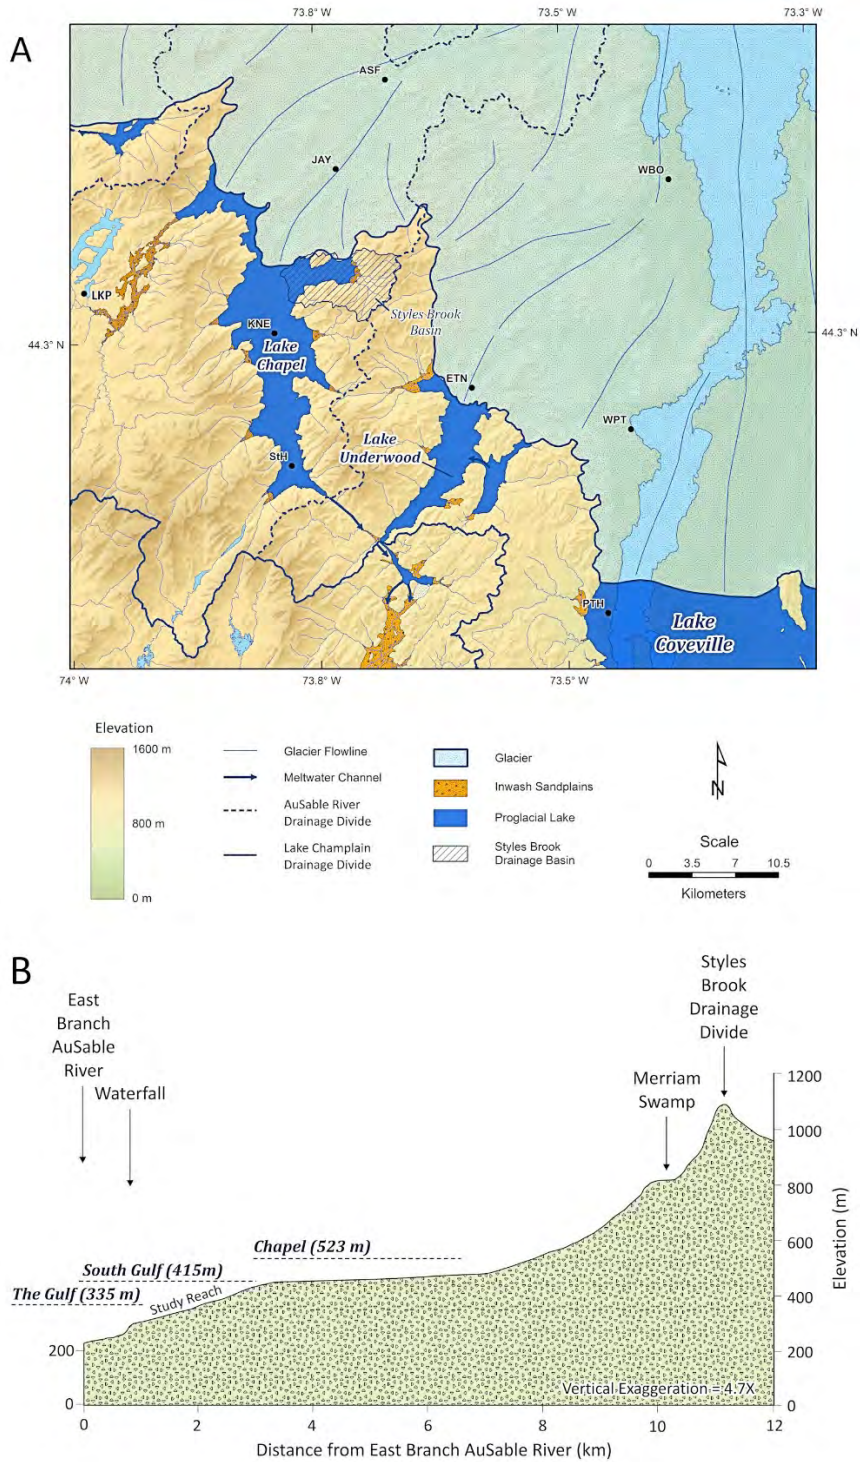 A
73.8° W
73.5° W
73.3° W
ASF
JAY
WBO
LKP
Styles Brook
Basin
KNE
44.3° N
44.3° N
Lake
Chapel
ETN
WPT
Lake
Underwood
StH
PTH
Lake
Coveville
74° W
73.8° W
73.5° W
Elevation
1600 m
800 m
0 m
Glacier Flowline
Meltwater Channel
AuSable River
Drainage Divide
Lake Champlain
Drainage Divide
Glacier
Inwash Sandplains
Proglacial Lake
Styles Brook
Drainage Basin
N
Scale
0 3.5 7 10.5
Kilometers
B
East
Branch
AuSable
River
Waterfall
Styles
Brook
Drainage
Divide
Merriam
Swamp
Chapel (523 m)
South Gulf (415m)
The Gulf (335 m)
Study Reach
200
0
1200
1000
800
600
400
200
0
Elevation (m)
Vertical Exaggeration = 4.7X
0 2 4 6 8 10 12
Distance from East Branch AuSable River (km)